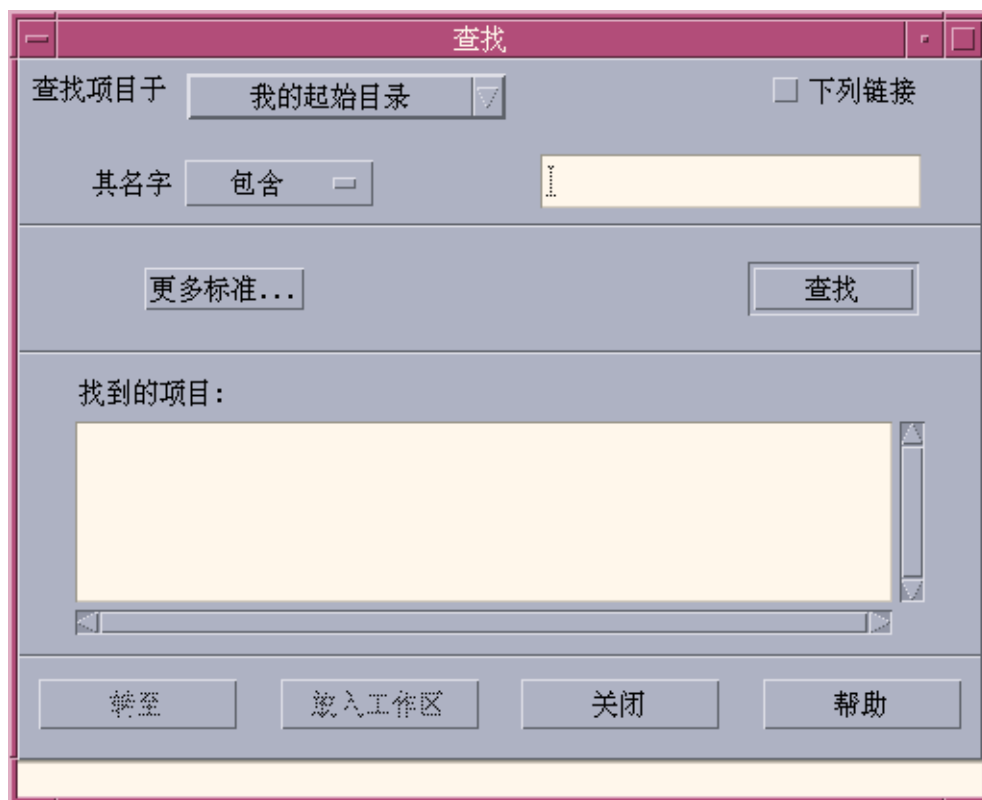 查找
查找项目于 我的起始目录 下列链接
其名字 包含
更多标准... 查找
找到的项目:
转至 放入工作区 关闭 帮助